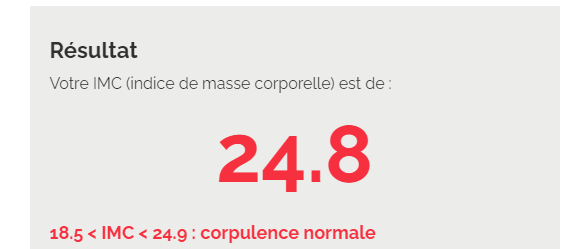 Résultat
Votre IMC (indice de masse corporelle) est de :
24.8
18.5 < IMC < 24.9 : corpulence normale